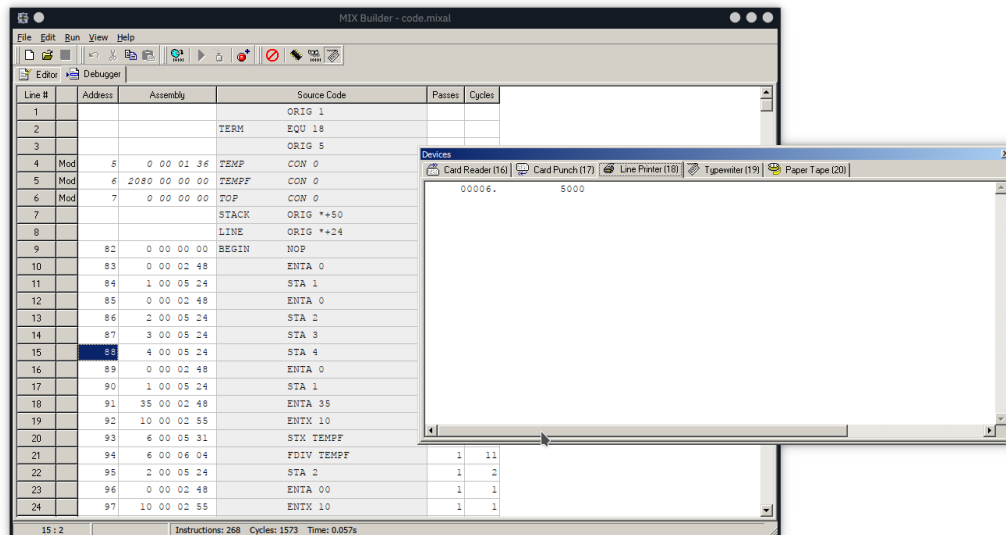 MIX Builder - code.mixal
File Edit Run View Help
Editor Debugger
Line # Address Assembly Source Code Passes Cycles
1 ORIG 1
2 TERM EQU 18
3 ORIG 5
4 Mod 5 0 00 01 36 TEMP CON 0
5 Mod 6 2080 00 00 00 TEMPF CON 0
6 Mod 7 0 00 00 00 TOP CON 0
7 STACK ORIG *+50
8 LINE ORIG *+24
9 82 0 00 00 00 BEGIN NOP
10 83 0 00 02 48 ENTA 0
11 84 1 00 05 24 STA 1
12 85 0 00 02 48 ENTA 0
13 86 2 00 05 24 STA 2
14 87 3 00 05 24 STA 3
15 88 4 00 05 24 STA 4
16 89 0 00 02 48 ENTA 0
17 90 1 00 05 24 STA 1
18 91 35 00 02 48 ENTA 35
19 92 10 00 02 55 ENTX 10
20 93 6 00 05 31 STX TEMPF
21 94 6 00 06 04 FDIV TEMPF 1 11
22 95 2 00 05 24 STA 2 1 2
23 96 0 00 02 48 ENTA 00 1 1
24 97 10 00 02 55 ENTX 10 1 1
15 : 2 Instructions: 268 Cycles: 1573 Time: 0.057s
Devices
Card Reader (16) Card Punch (17) Line Printer (18) Typewriter (19) Paper Tape (20)
00006. 5000